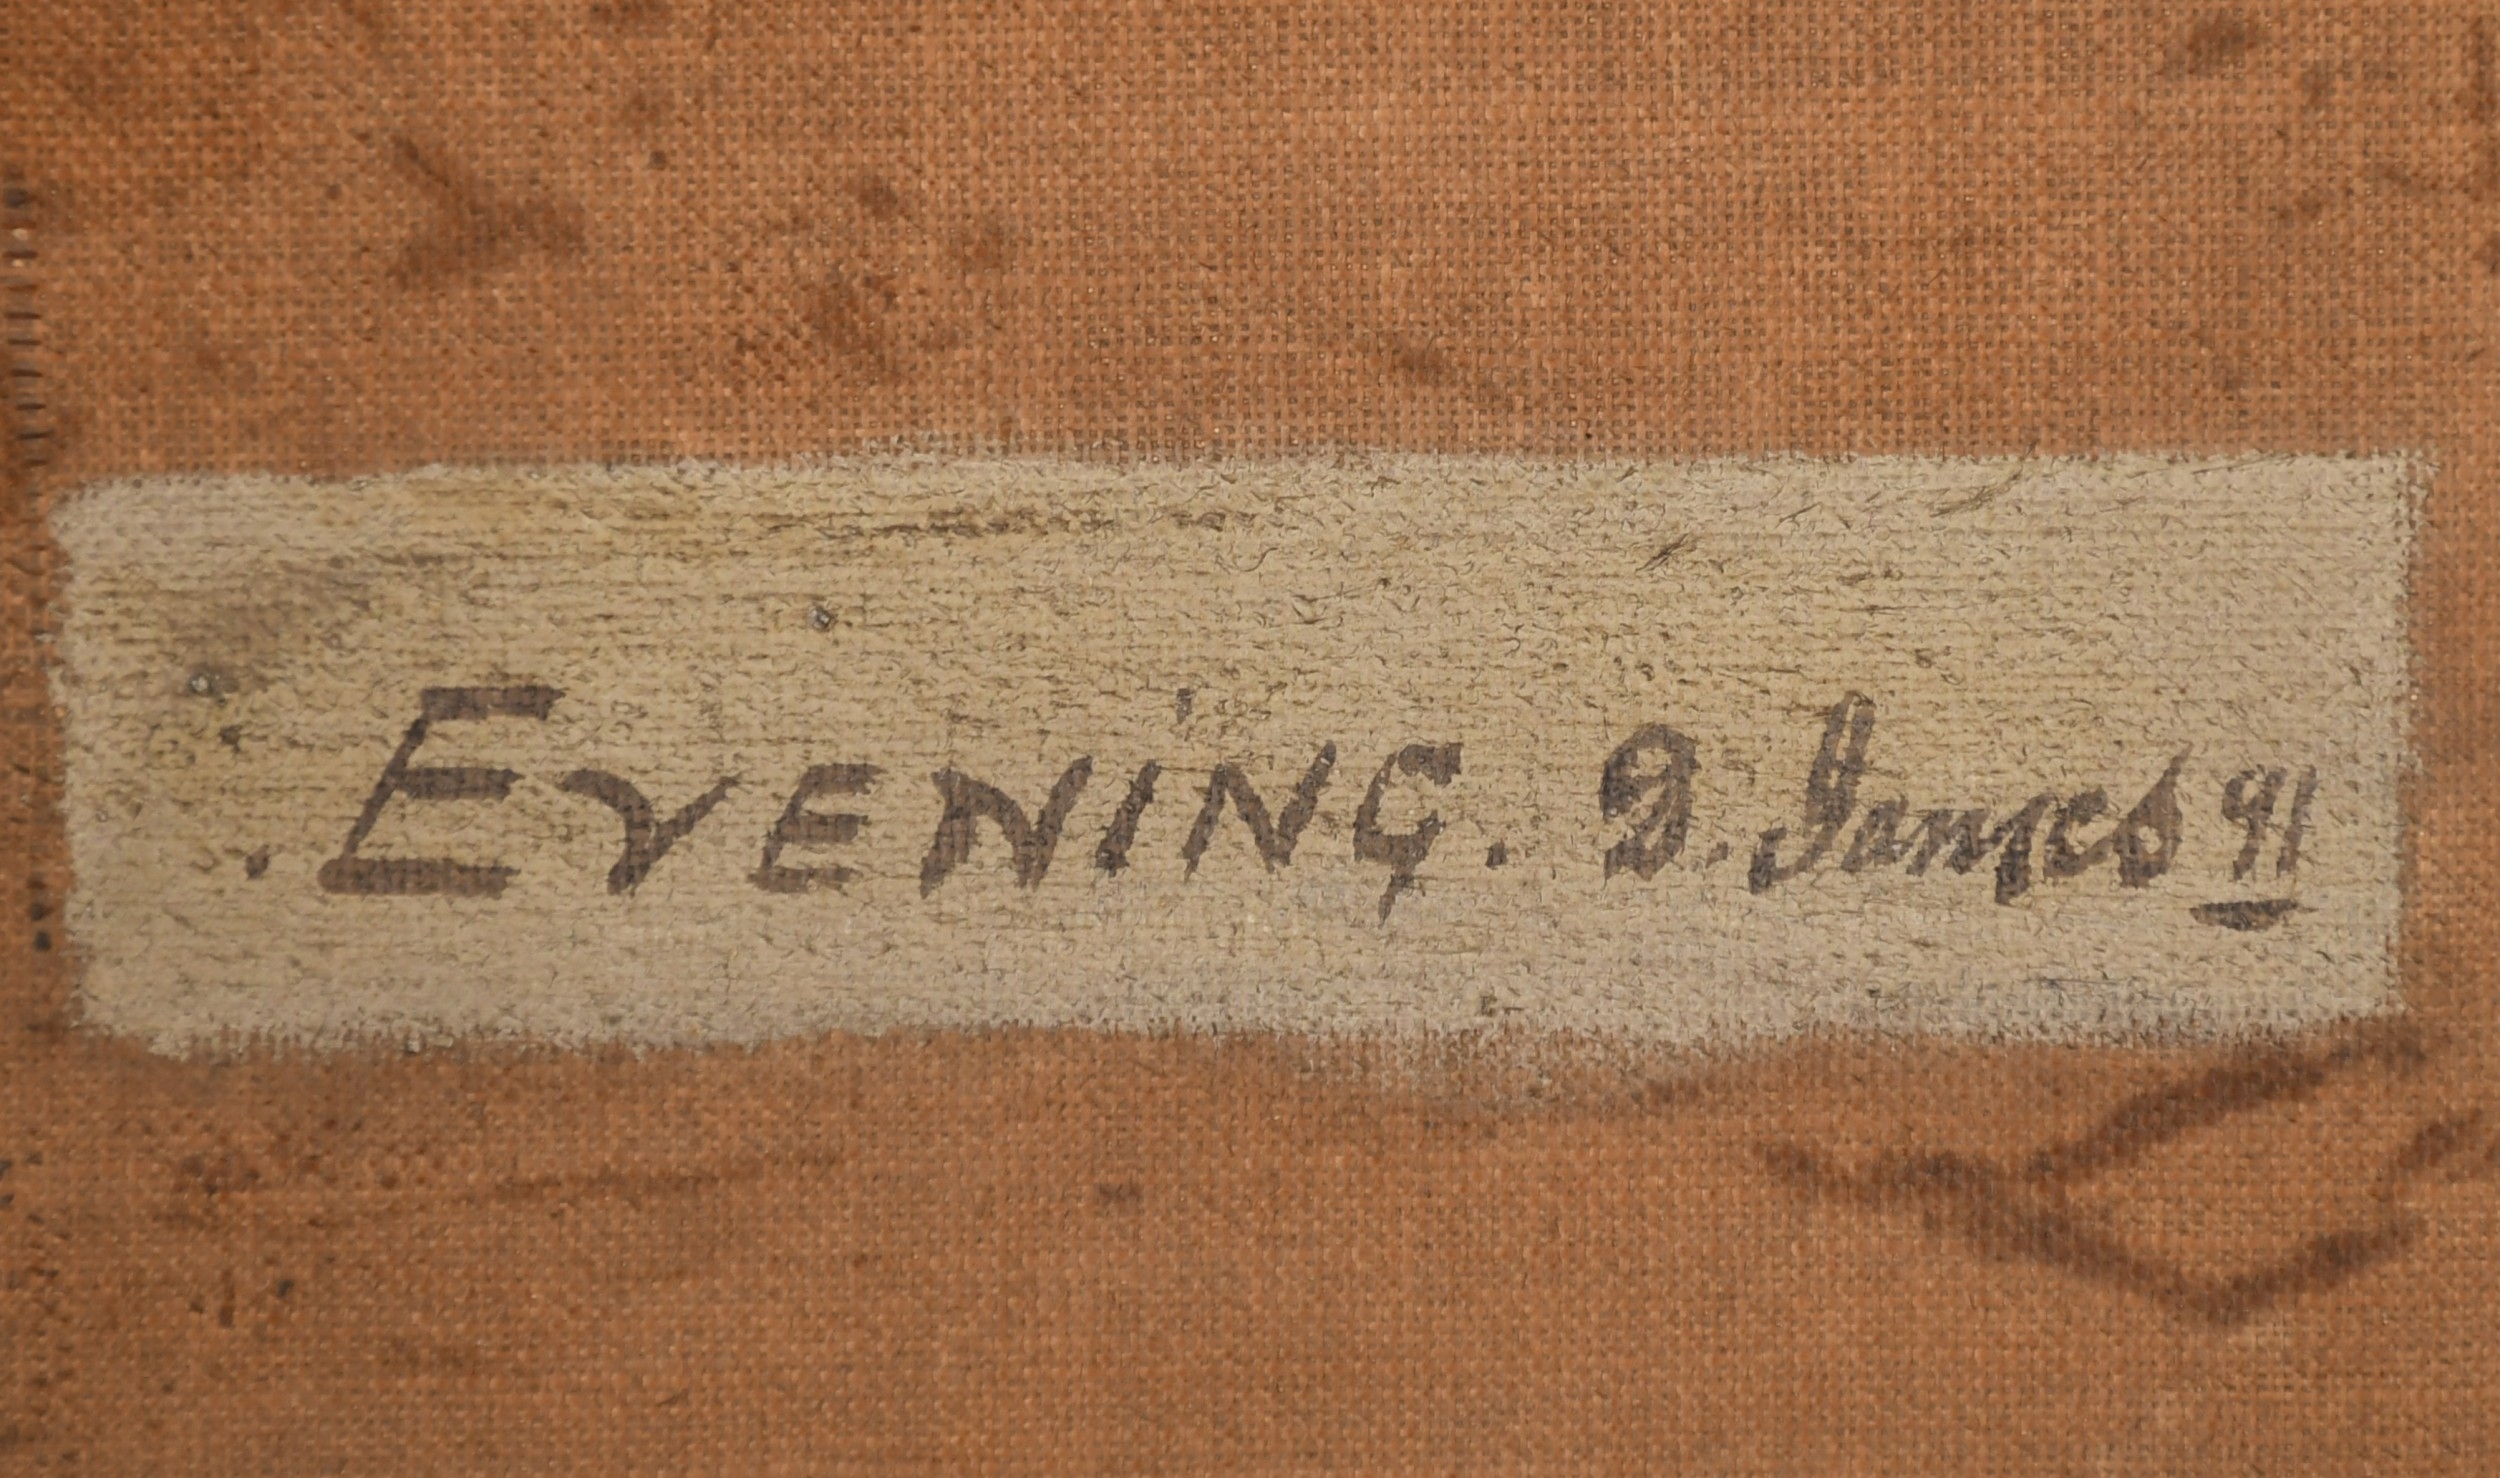 . EVENiNG. D. James 91